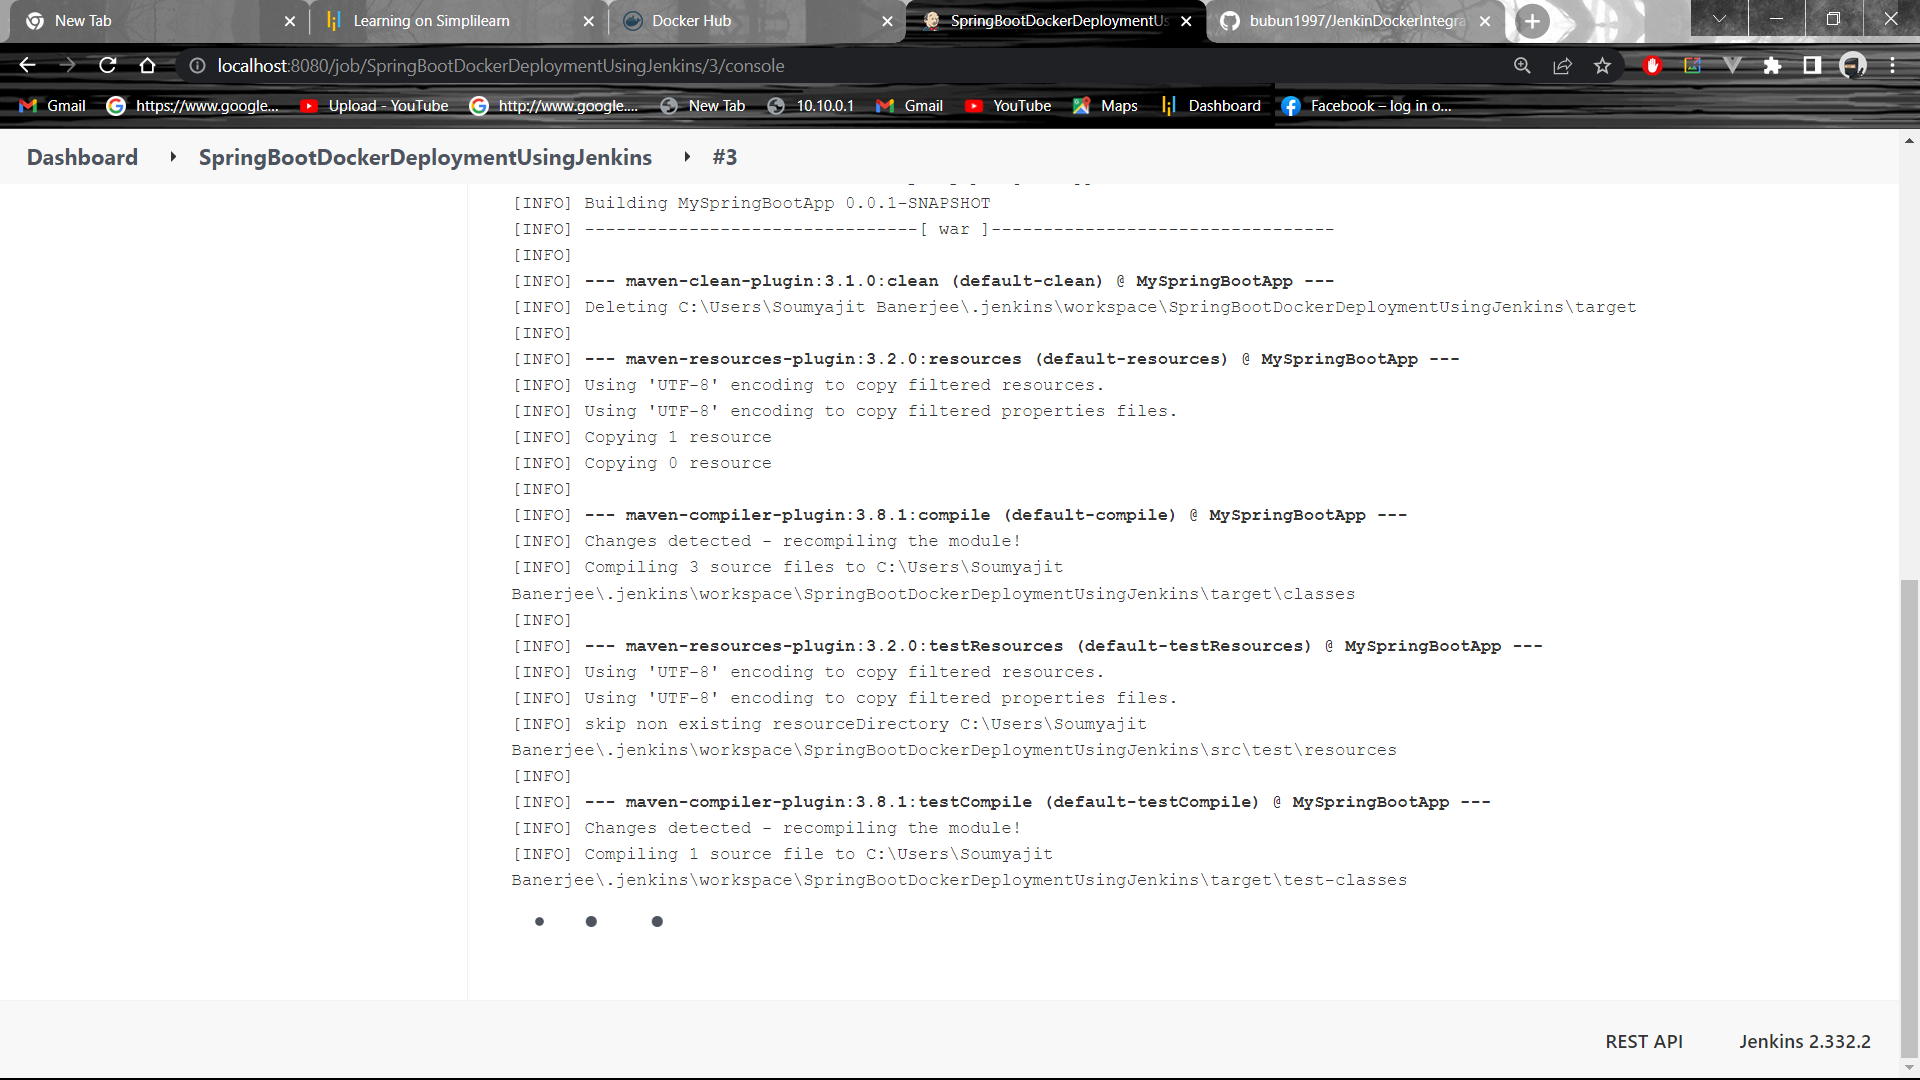 New Tab
Learning on Simplilearn
Docker Hub
SpringBootDockerDeploymentUs
bubun1997/JenkinDockerIntegra
localhost:8080/job/SpringBootDockerDeploymentUsingJenkins/3/console
Gmail
https://www.google...
Upload - YouTube
http://www.google....
New Tab
10.10.0.1
Gmail
YouTube
Maps
Dashboard
Facebook – log in o...
Dashboard
SpringBootDockerDeploymentUsingJenkins
#3
[INFO] Building MySpringBootApp 0.0.1-SNAPSHOT
[INFO] --------------------------------[ war ]---------------------------------
[INFO]
[INFO] --- maven-clean-plugin:3.1.0:clean (default-clean) @ MySpringBootApp ---
[INFO] Deleting C:\Users\Soumyajit Banerjee\.jenkins\workspace\SpringBootDockerDeploymentUsingJenkins\target
[INFO]
[INFO] --- maven-resources-plugin:3.2.0:resources (default-resources) @ MySpringBootApp ---
[INFO] Using 'UTF-8' encoding to copy filtered resources.
[INFO] Using 'UTF-8' encoding to copy filtered properties files.
[INFO] Copying 1 resource
[INFO] Copying 0 resource
[INFO]
[INFO] --- maven-compiler-plugin:3.8.1:compile (default-compile) @ MySpringBootApp ---
[INFO] Changes detected - recompiling the module!
[INFO] Compiling 3 source files to C:\Users\Soumyajit
Banerjee\.jenkins\workspace\SpringBootDockerDeploymentUsingJenkins\target\classes
[INFO]
[INFO] --- maven-resources-plugin:3.2.0:testResources (default-testResources) @ MySpringBootApp ---
[INFO] Using 'UTF-8' encoding to copy filtered resources.
[INFO] Using 'UTF-8' encoding to copy filtered properties files.
[INFO] skip non existing resourceDirectory C:\Users\Soumyajit
Banerjee\.jenkins\workspace\SpringBootDockerDeploymentUsingJenkins\src\test\resources
[INFO]
[INFO] --- maven-compiler-plugin:3.8.1:testCompile (default-testCompile) @ MySpringBootApp ---
[INFO] Changes detected - recompiling the module!
[INFO] Compiling 1 source file to C:\Users\Soumyajit
Banerjee\.jenkins\workspace\SpringBootDockerDeploymentUsingJenkins\target\test-classes
REST API
Jenkins 2.332.2